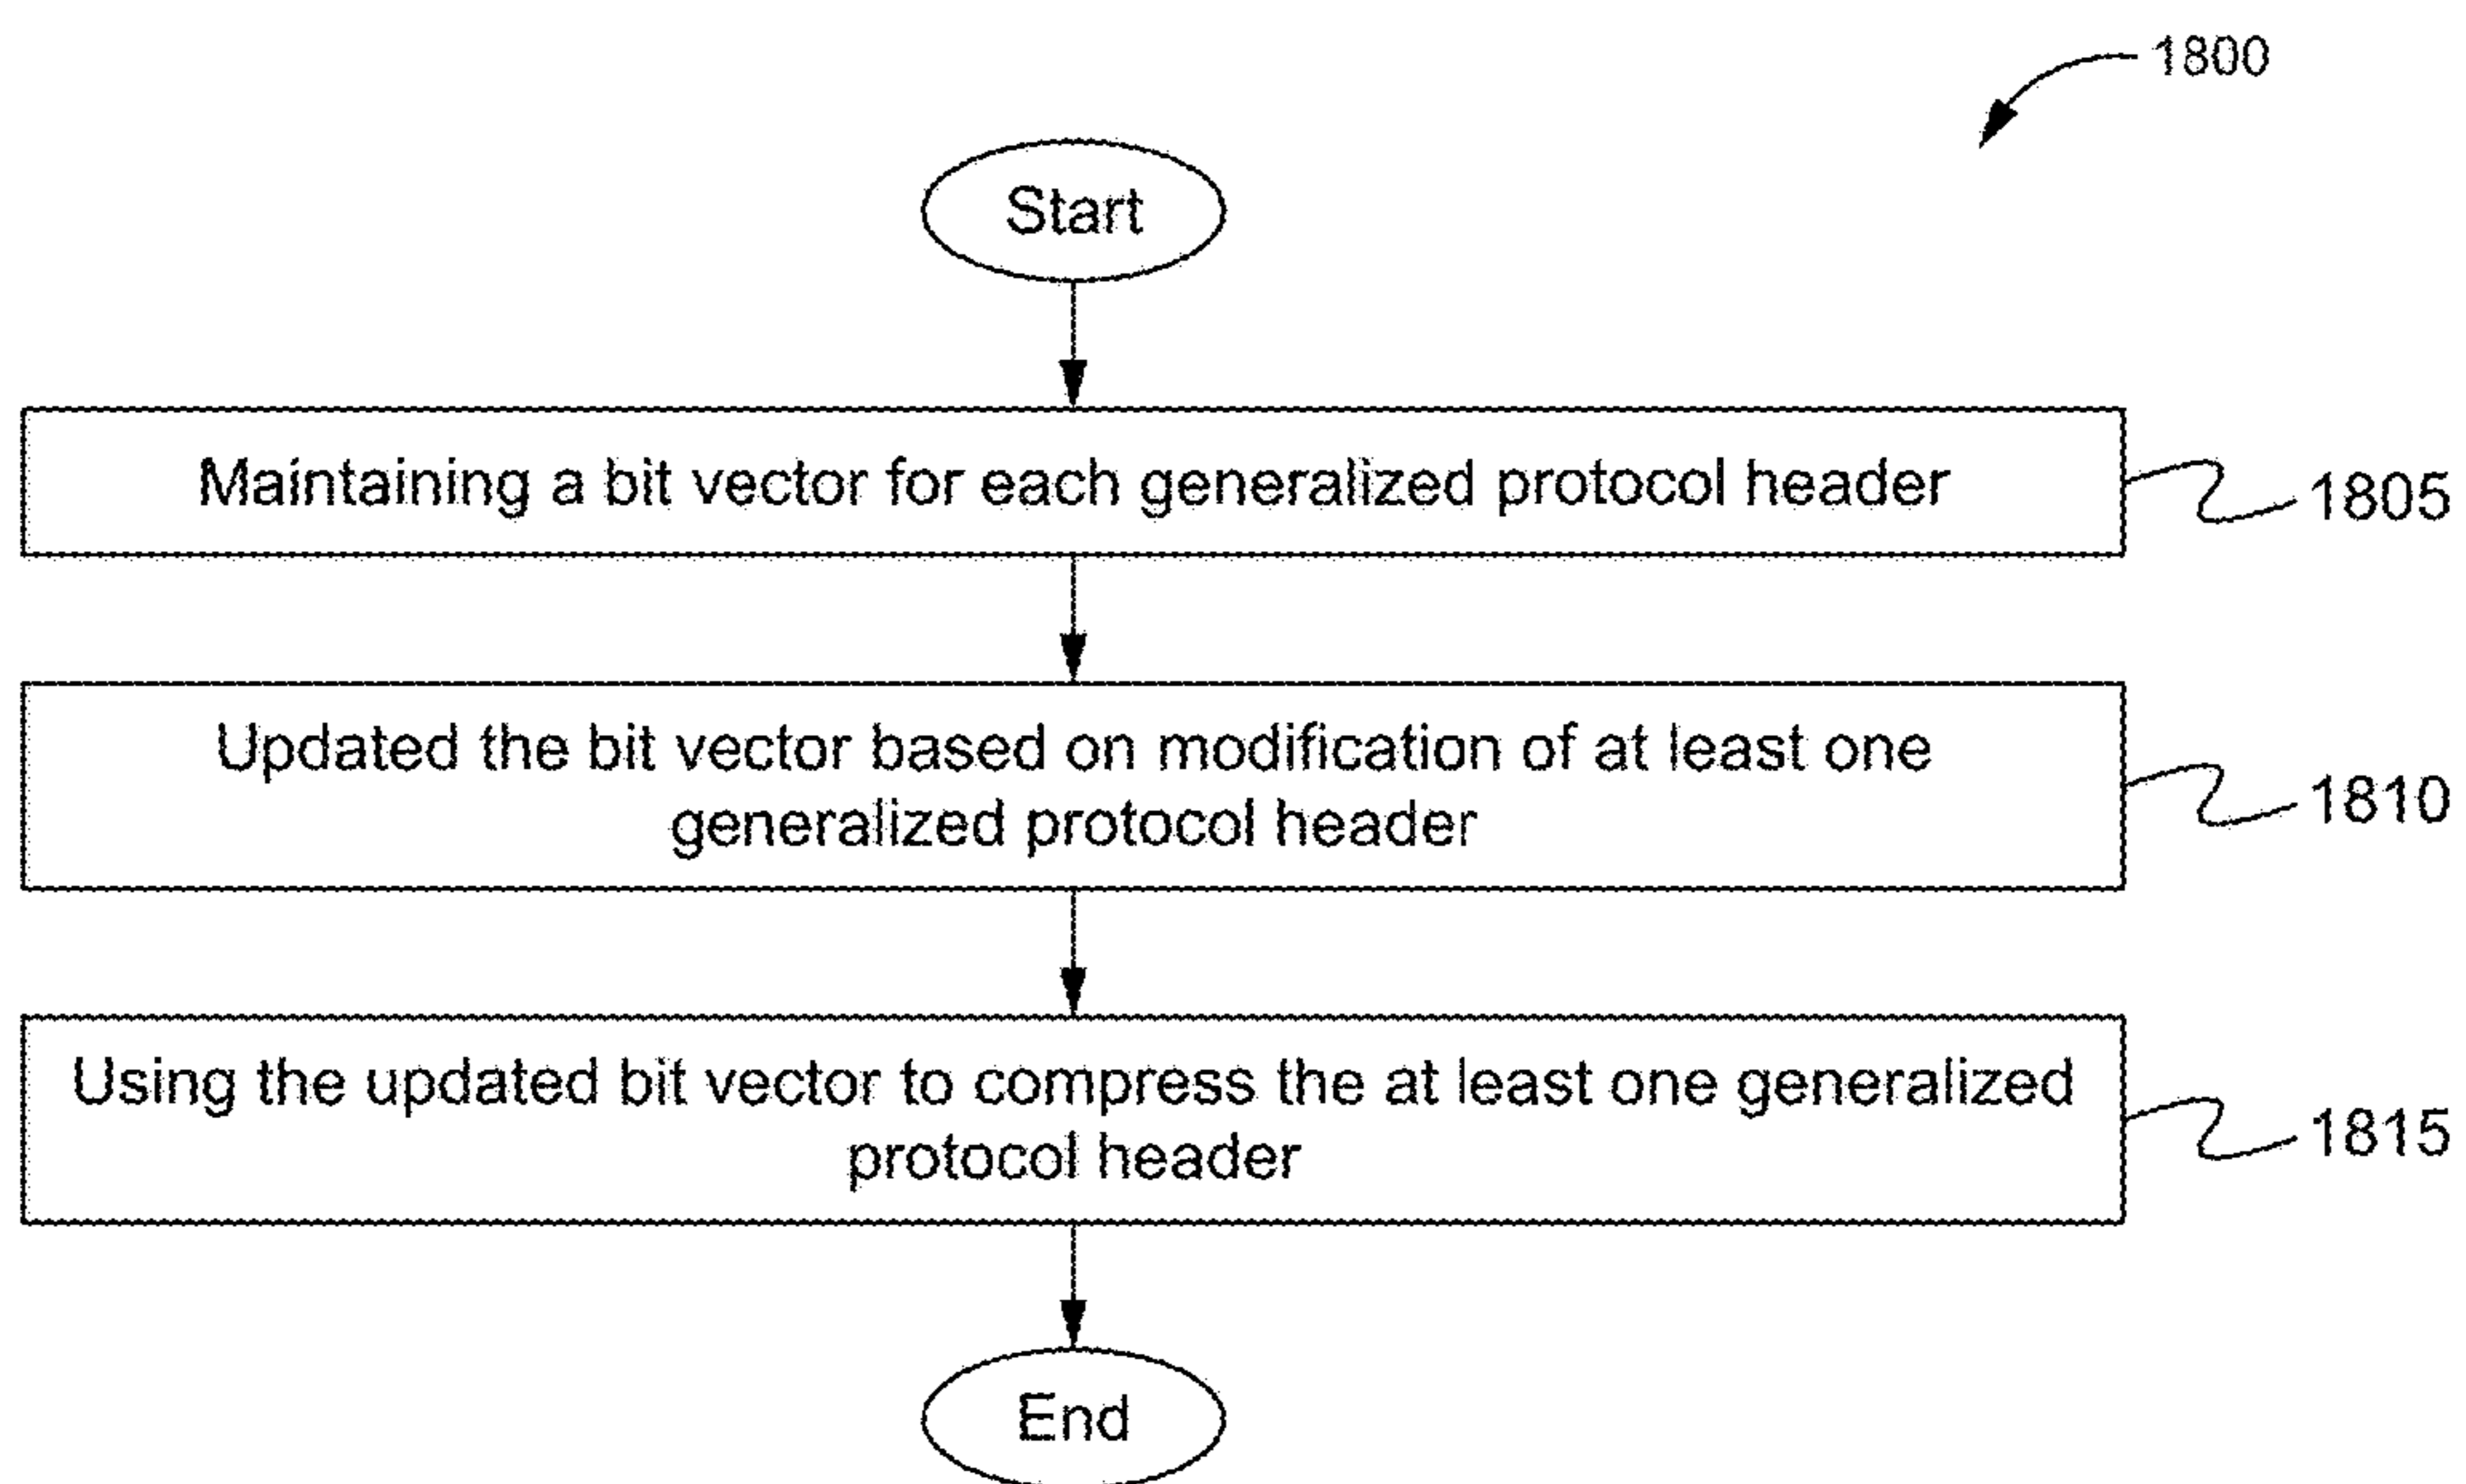 1800
Start
Maintaining a bit vector for each generalized protocol header
1805
Updated the bit vector based on modification of at least one
generalized protocol header
1810
Using the updated bit vector to compress the at least one generalized
protocol header
1815
End